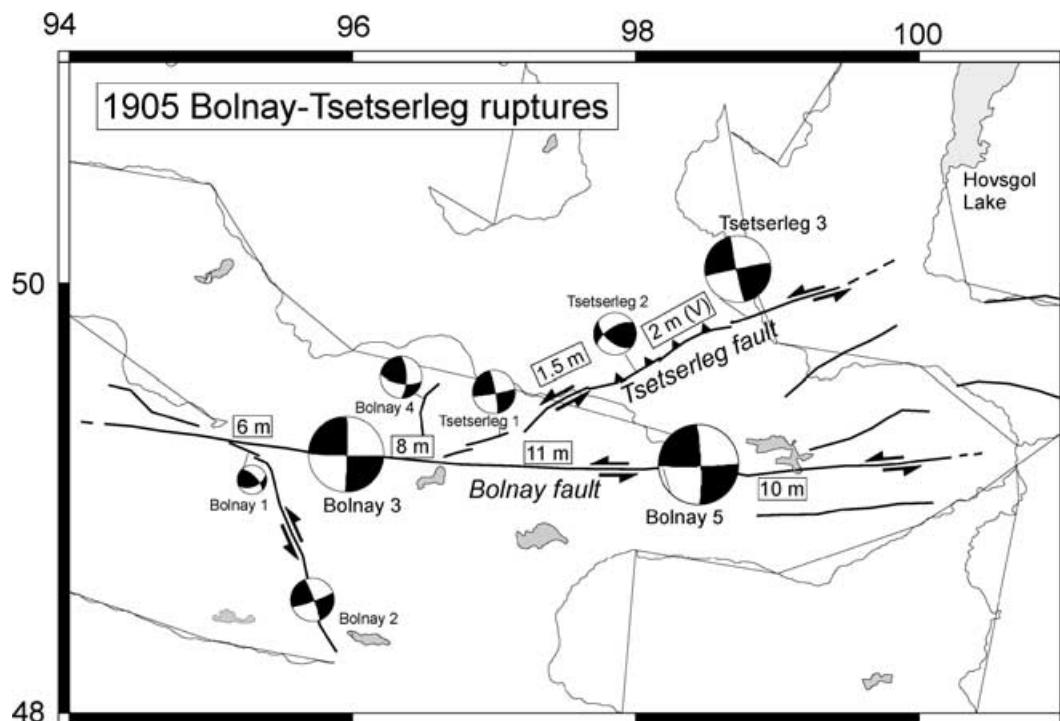 94
96
98
100
1905 Bolnay-Tsetserleg ruptures
Hovsgol
Lake
Tsetserleg 3
50
Tsetserleg 2
2 m (V)
Tsetserleg fault
1.5 m
Bolnay 4
Tsetserleg 1
6 m
8 m
11 m
Bolnay fault
10 m
Bolnay 1
Bolnay 3
Bolnay 5
Bolnay 2
48